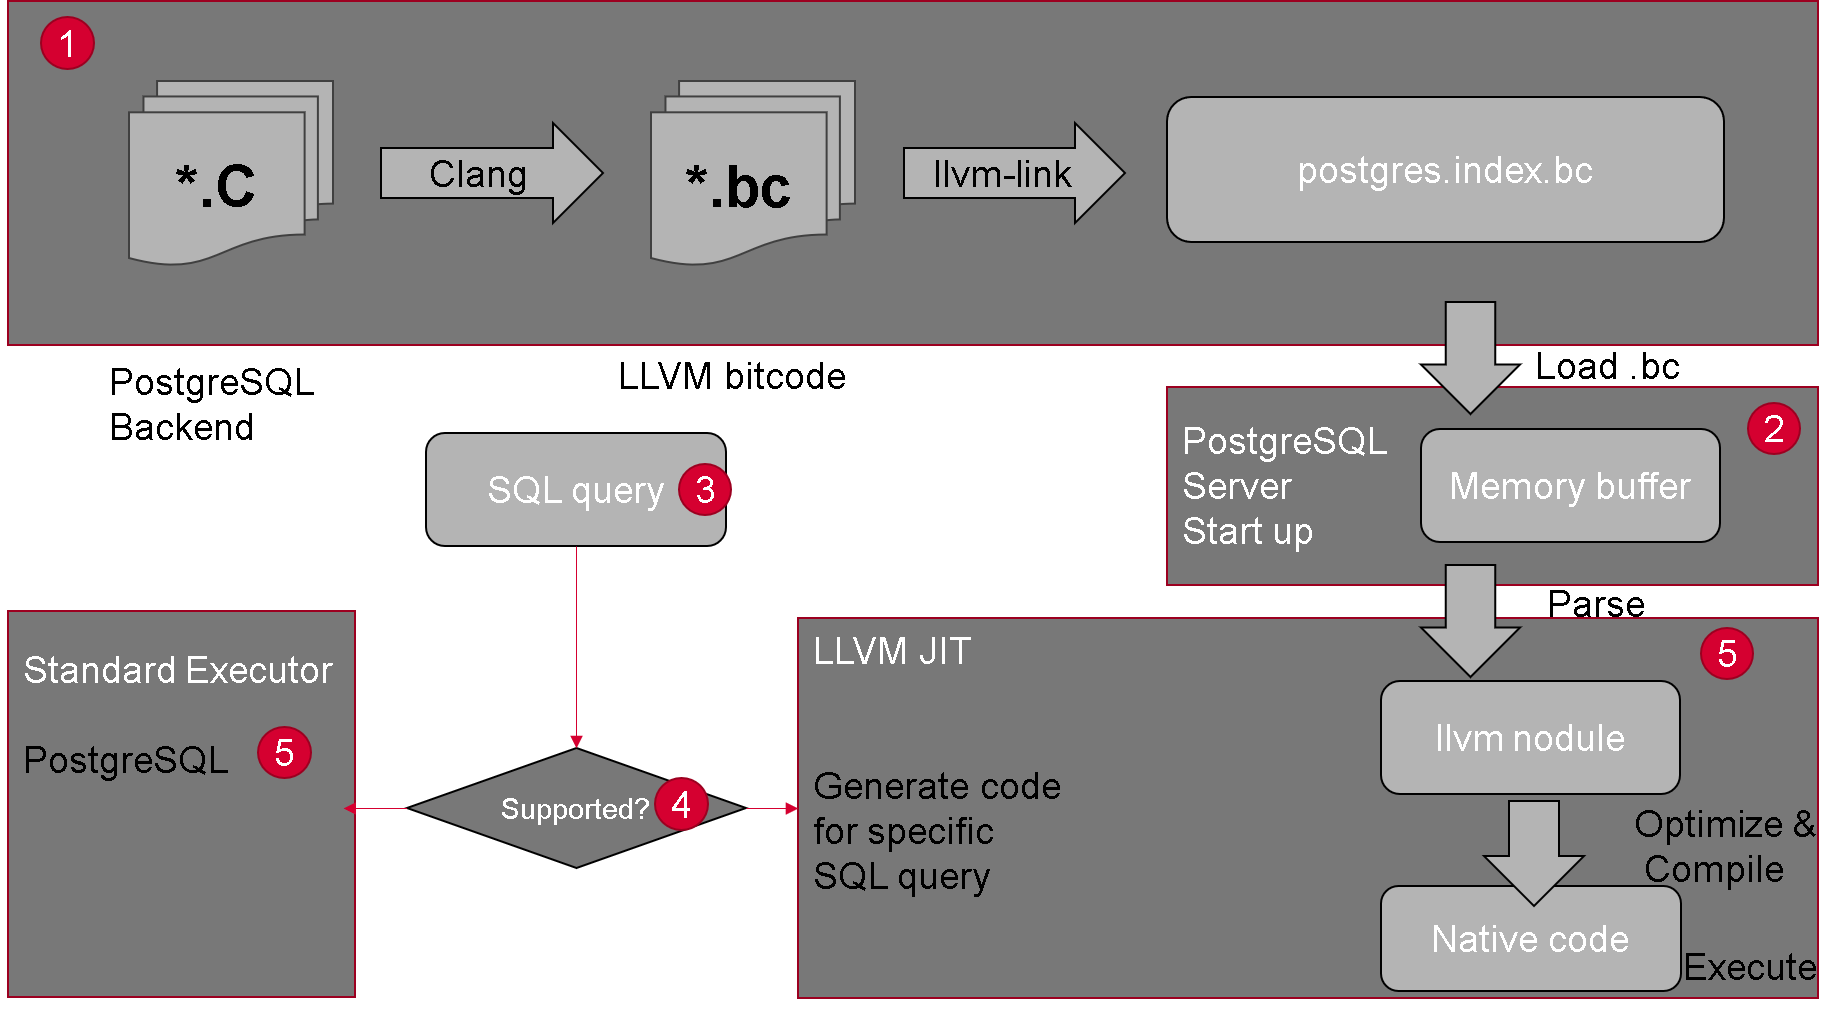 1
*.C
Clang
*.bc
llvm-link
postgres.index.bc
PostgreSQL
Backend
LLVM bitcode
Load .bc
SQL query
3
PostgreSQL
Server
Start up
Memory buffer
2
Parse
Standard Executor
PostgreSQL
5
Supported?
4
LLVM JIT
5
Generate code
for specific
SQL query
llvm nodule
Optimize &
Compile
Native code
Execute